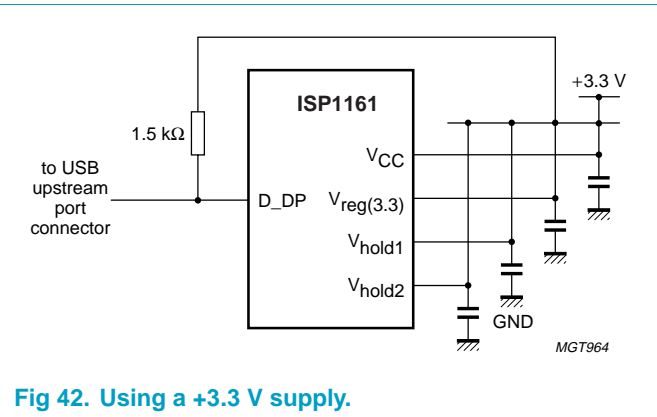 ISP1161
+3.3 V
1.5 kΩ
VCC
to USB
upstream
port
connector
D_DP
Vreg(3.3)
Vhold1
Vhold2
GND
MGT964
Fig 42. Using a +3.3 V supply.